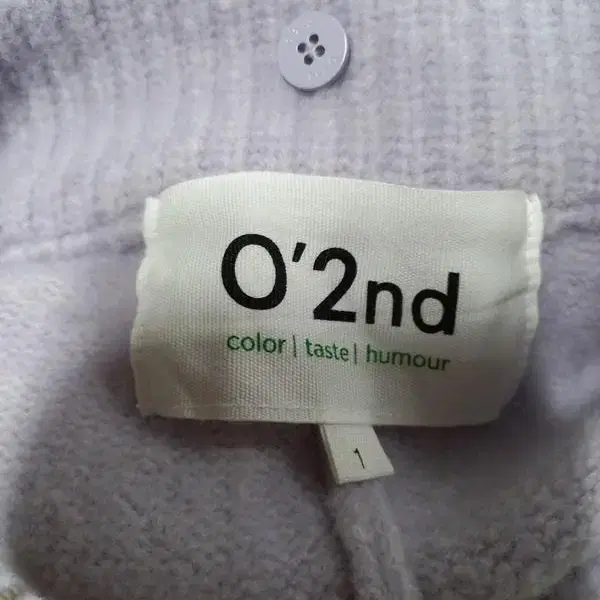 O'2nd
color | taste | humour
1